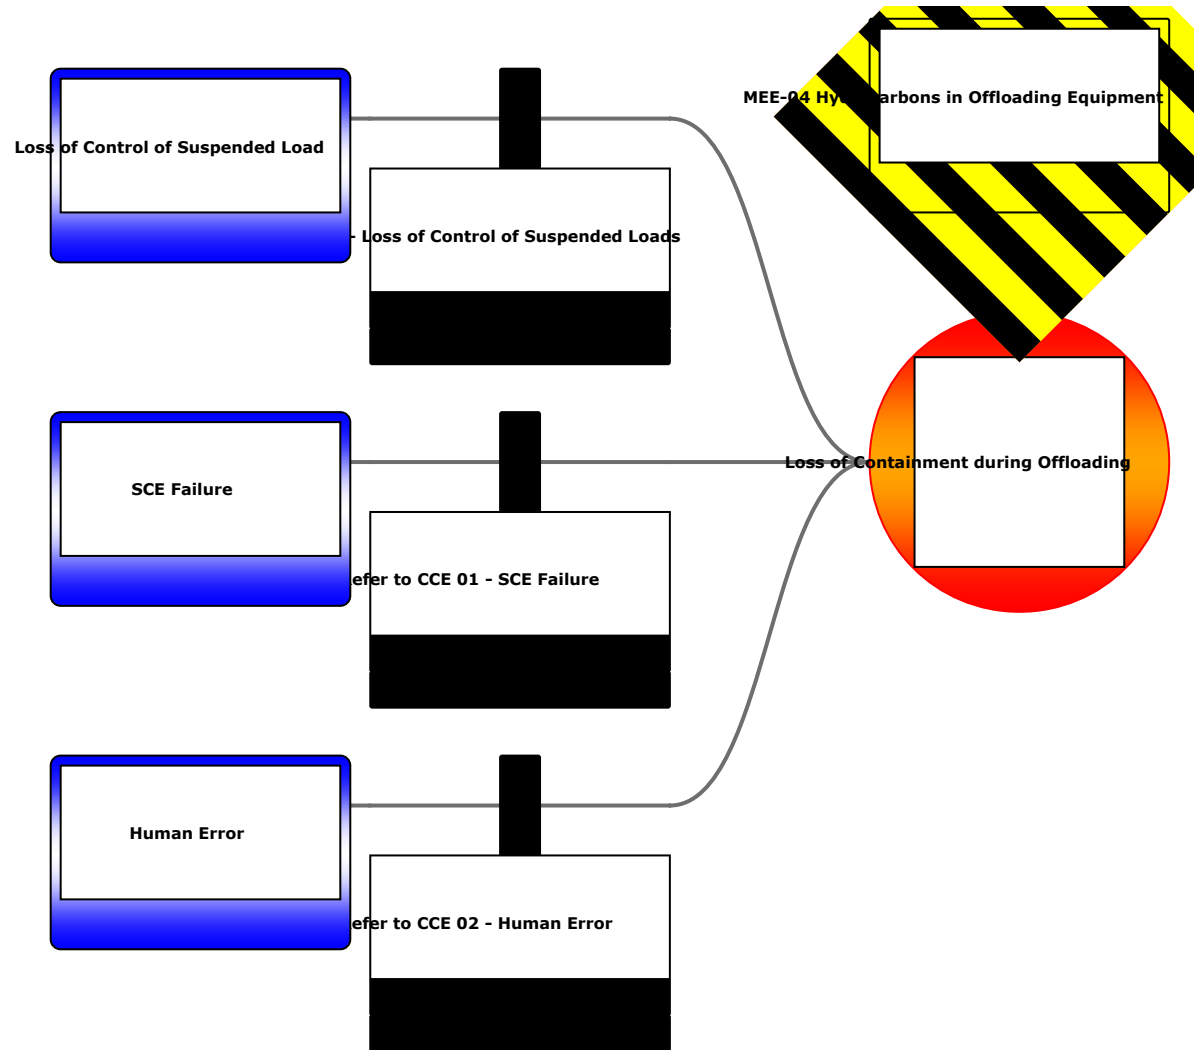 MEE-04 Hydrocarbons in Offloading Equipment
Loss of Control of Suspended Load
- Loss of Control of Suspended Loads
Loss of Containment during Offloading
SCE Failure
efer to CCE 01 - SCE Failure
Human Error
efer to CCE 02 - Human Error